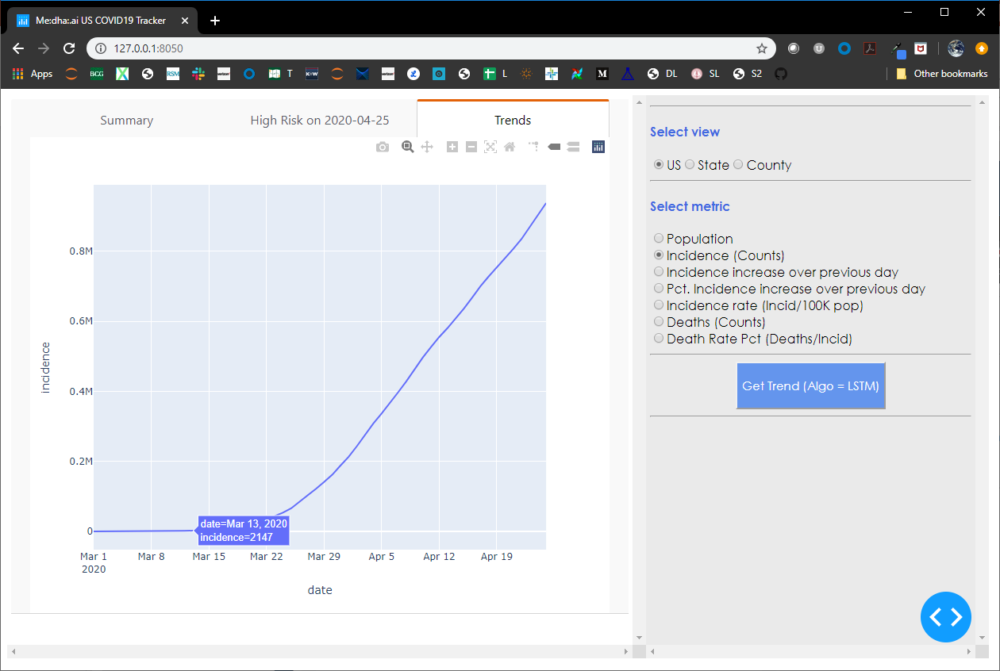 Me:dha:.ai US COVID19 Tracker
127.0.0.1:8050
Apps
BCG
RSM
verizon
T
K•W
verizon
L
M
DL
SL
S2
Other bookmarks
Summary
High Risk on 2020-04-25
Trends
0.8M
0.6M
0.4M
0.2M
0
incidence
date=Mar 13, 2020
incidence=2147
Mar 1
2020
Mar 8
Mar 15
Mar 22
Mar 29
Apr 5
Apr 12
Apr 19
date
Select view
US State County
Select metric
Population
Incidence (Counts)
Incidence increase over previous day
Pct. Incidence increase over previous day
Incidence rate (Incid/100K pop)
Deaths (Counts)
Death Rate Pct (Deaths/Incid)
Get Trend (Algo = LSTM)